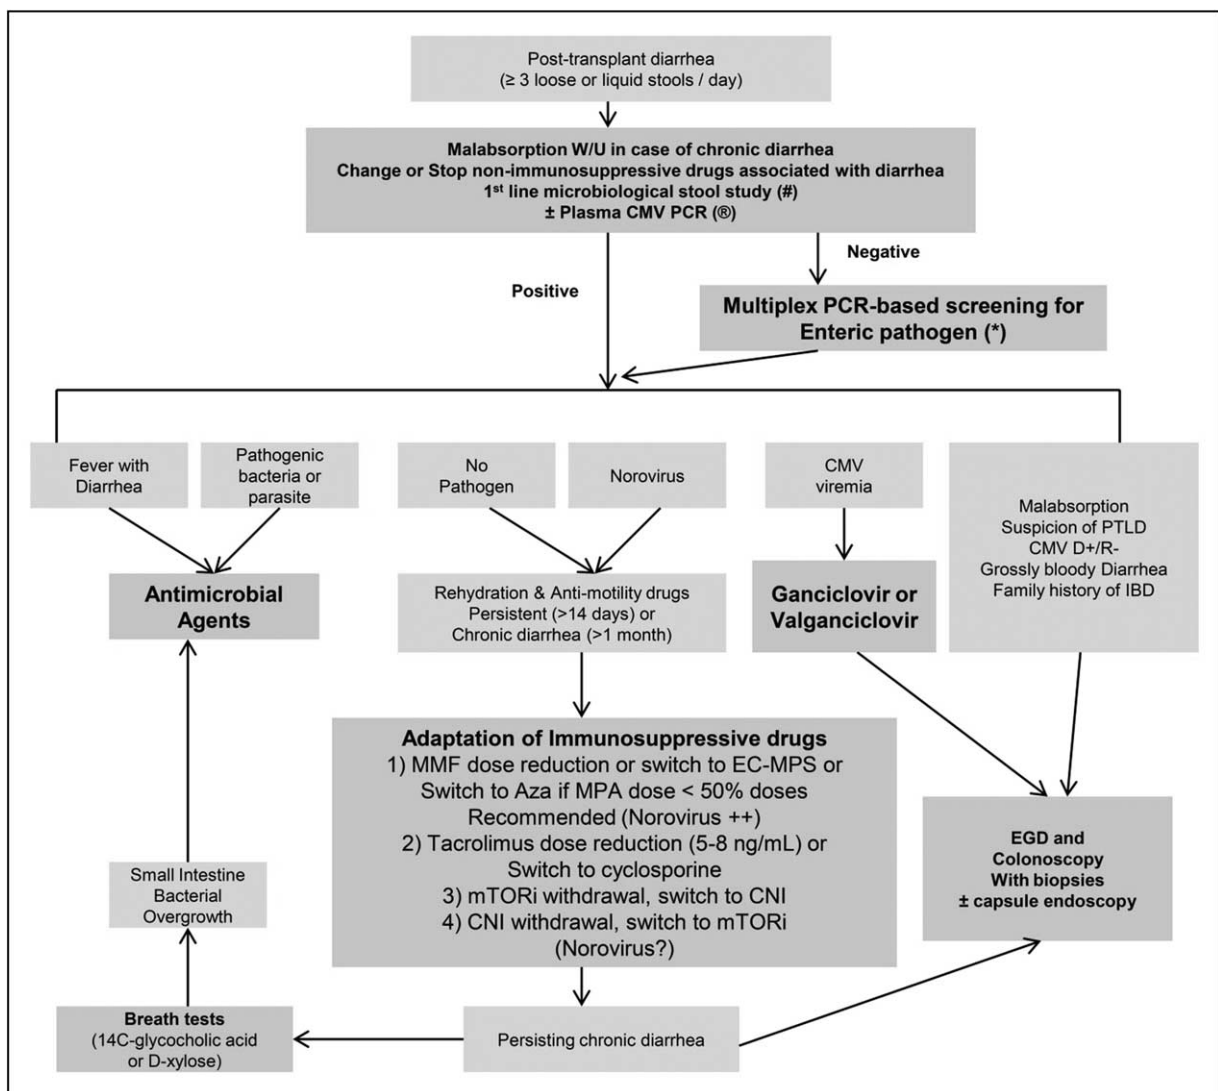 Post-transplant diarrhea
(≥ 3 loose or liquid stools / day)
Malabsorption W/U in case of chronic diarrhea
Change or Stop non-immunosuppressive drugs associated with diarrhea
1st line microbiological stool study (#)
± Plasma CMV PCR (®)
Negative
Positive
Multiplex PCR-based screening for
Enteric pathogen (*)
Fever with
Diarrhea
Pathogenic
bacteria or
parasite
No
Pathogen
Norovirus
CMV
viremia
Malabsorption
Suspicion of PTLD
CMV D+/R-
Grossly bloody Diarrhea
Family history of IBD
Antimicrobial
Agents
Rehydration & Anti-motility drugs
Persistent (>14 days) or
Chronic diarrhea (>1 month)
Ganciclovir or
Valganciclovir
Adaptation of Immunosuppressive drugs
1) MMF dose reduction or switch to EC-MPS or
Switch to Aza if MPA dose < 50% doses
Recommended (Norovirus ++)
2) Tacrolimus dose reduction (5-8 ng/mL) or
Switch to cyclosporine
3) mTORi withdrawal, switch to CNI
4) CNI withdrawal, switch to mTORi
(Norovirus?)
EGD and
Colonoscopy
With biopsies
± capsule endoscopy
Small Intestine
Bacterial
Overgrowth
Breath tests
(14C-glycocholic acid
or D-xylose)
Persisting chronic diarrhea